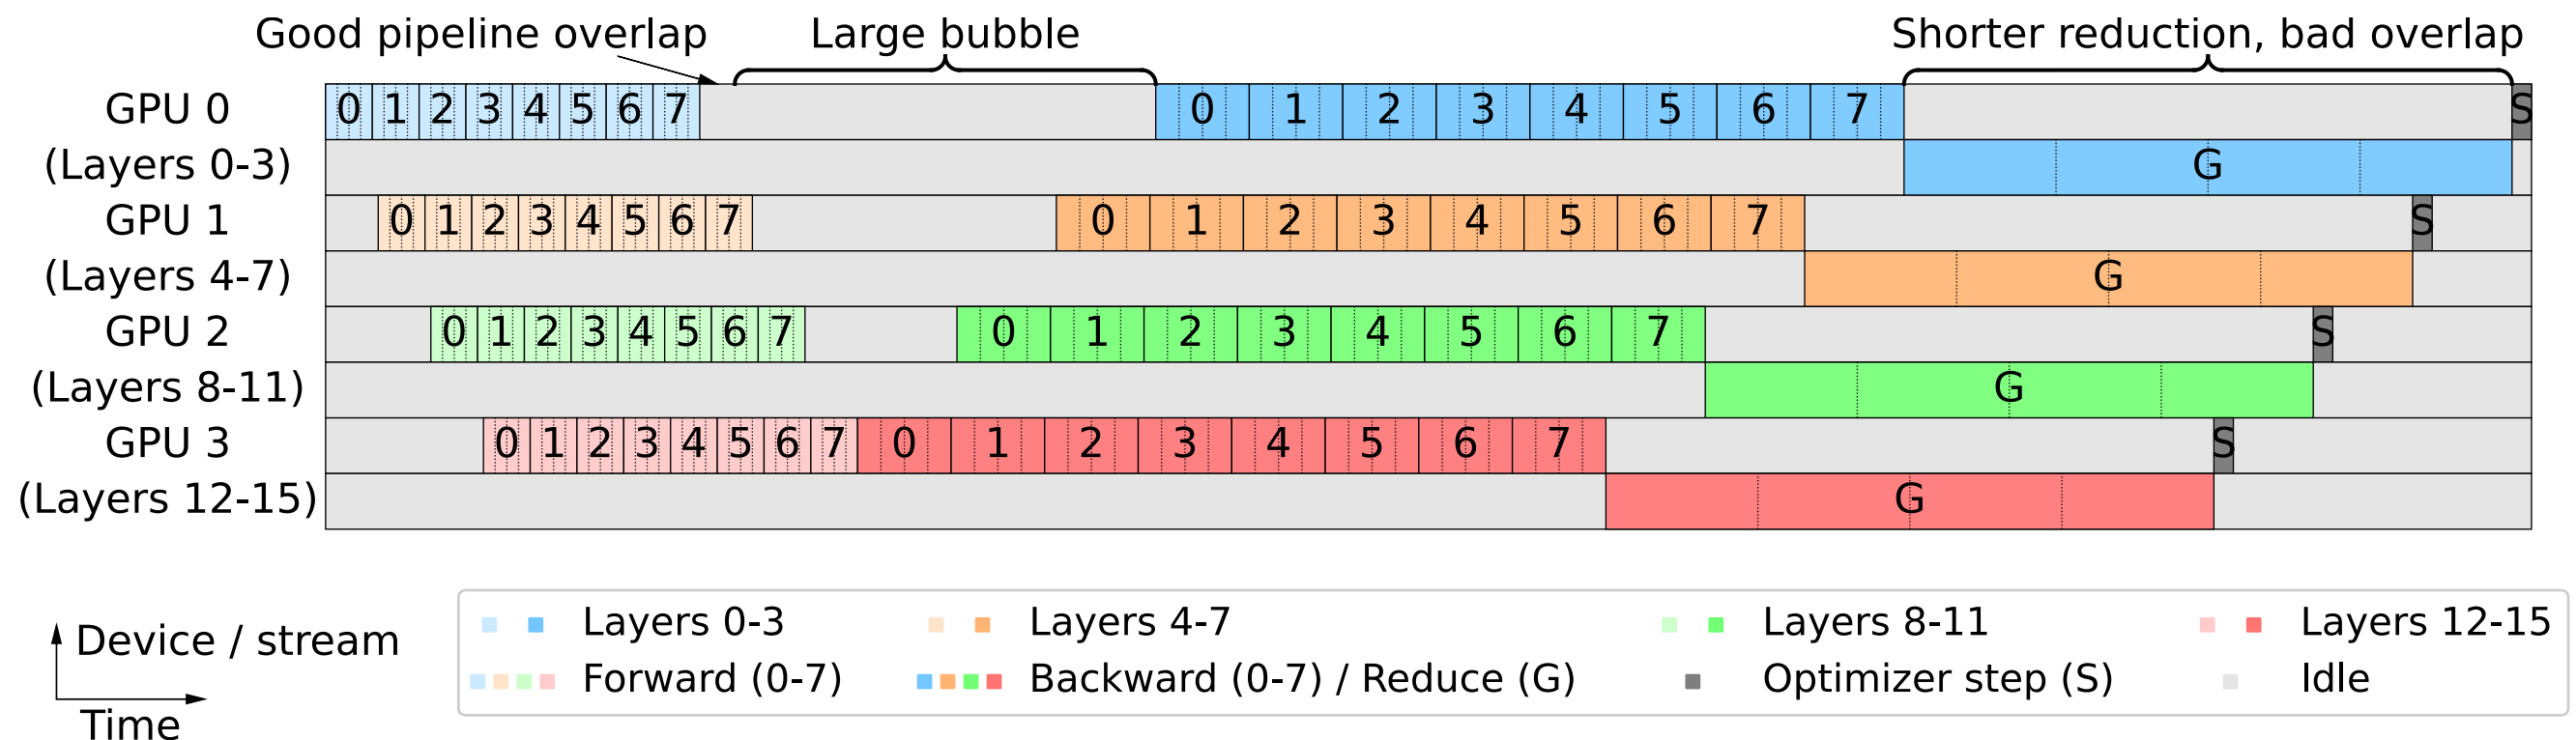 Good pipeline overlap Large bubble Shorter reduction, bad overlap
GPU 0 0 1 2 3 4 5 6 7 0 1 2 3 4 5 6 7 S
(Layers 0-3) G
GPU 1 0 1 2 3 4 5 6 7 0 1 2 3 4 5 6 7 S
(Layers 4-7) G
GPU 2 0 1 2 3 4 5 6 7 0 1 2 3 4 5 6 7 S
(Layers 8-11) G
GPU 3 0 1 2 3 4 5 6 7 0 1 2 3 4 5 6 7 S
(Layers 12-15) G
Device / stream
Time
Layers 0-3 Layers 4-7 Layers 8-11 Layers 12-15
Forward (0-7) Backward (0-7) / Reduce (G) Optimizer step (S) Idle